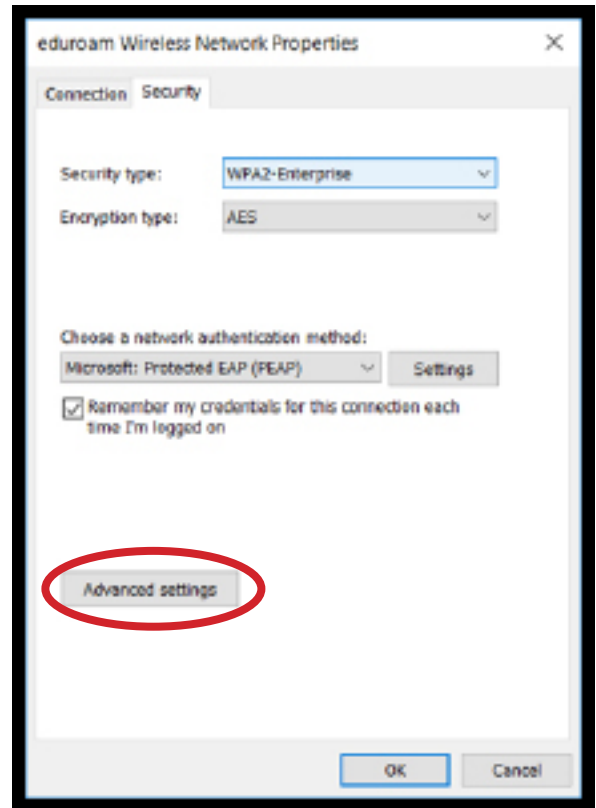 eduroam Wireless Network Properties
Connection Security
Security type: WPA2-Enterprise
Encryption type: AES
Choose a network authentication method:
Microsoft: Protected EAP (PEAP) Settings
Remember my credentials for this connection each
time I'm logged on
Advanced settings
OK Cancel